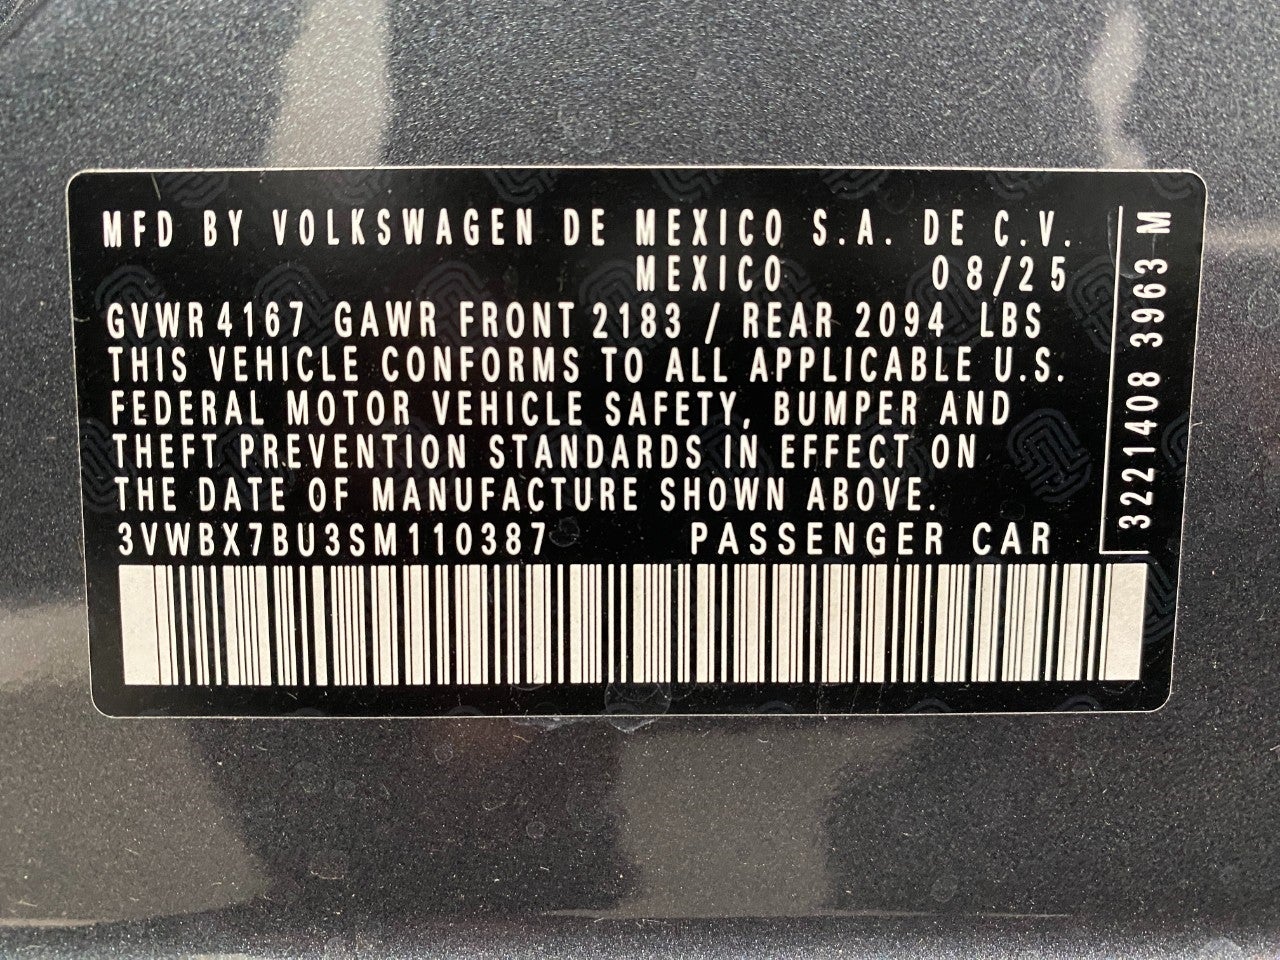 MFD BY VOLKSWAGEN DE MEXICO S.A. DE C.V.
MEXICO 08/25
GVWR 4167 GAWR FRONT 2183 / REAR 2094 LBS
THIS VEHICLE CONFORMS TO ALL APPLICABLE U.S.
FEDERAL MOTOR VEHICLE SAFETY, BUMPER AND
THEFT PREVENTION STANDARDS IN EFFECT ON
THE DATE OF MANUFACTURE SHOWN ABOVE.
3VWBX7BU3SM110387 PASSENGER CAR
3221408 3963 M